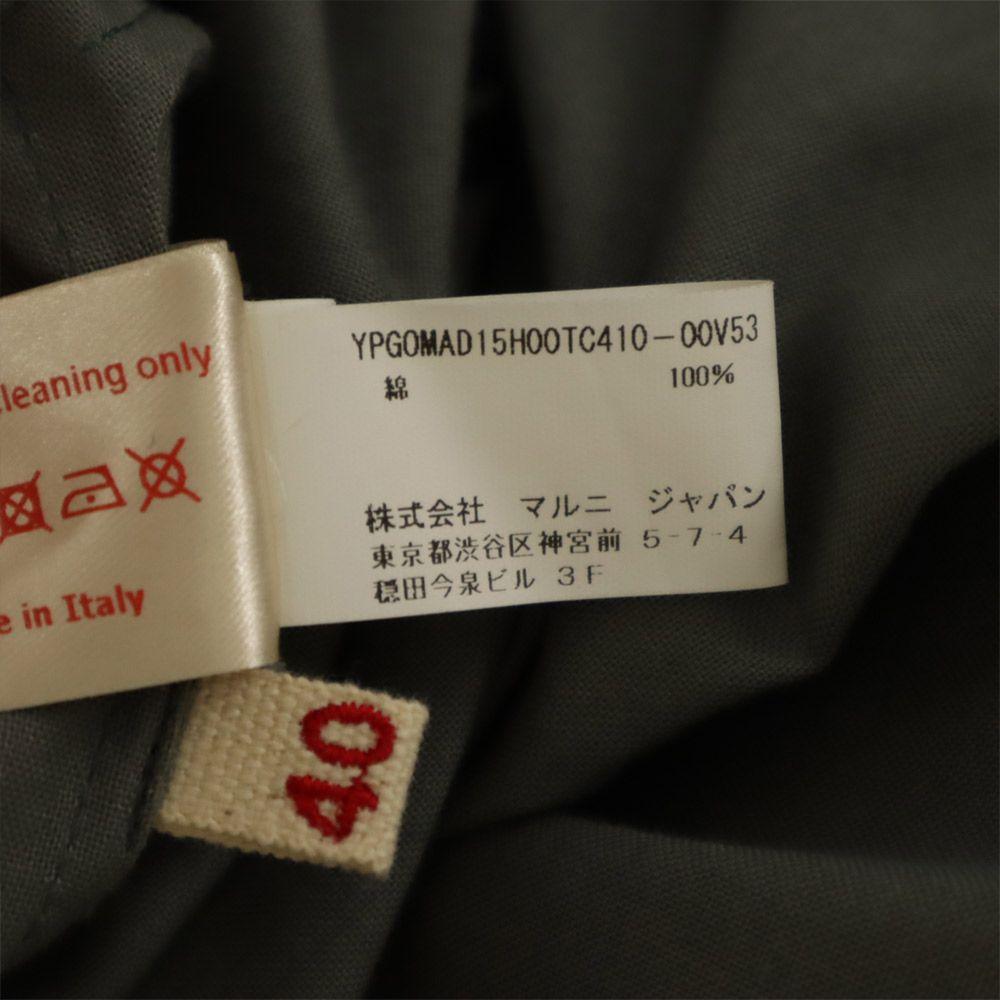 cleaning only
e in Italy
YPGOMAD15H00TC410-00V53
綿 100%
株式会社 マルニ ジャパン
東京都渋谷区神宮前 5-7-4
穏田今泉ビル 3F
40